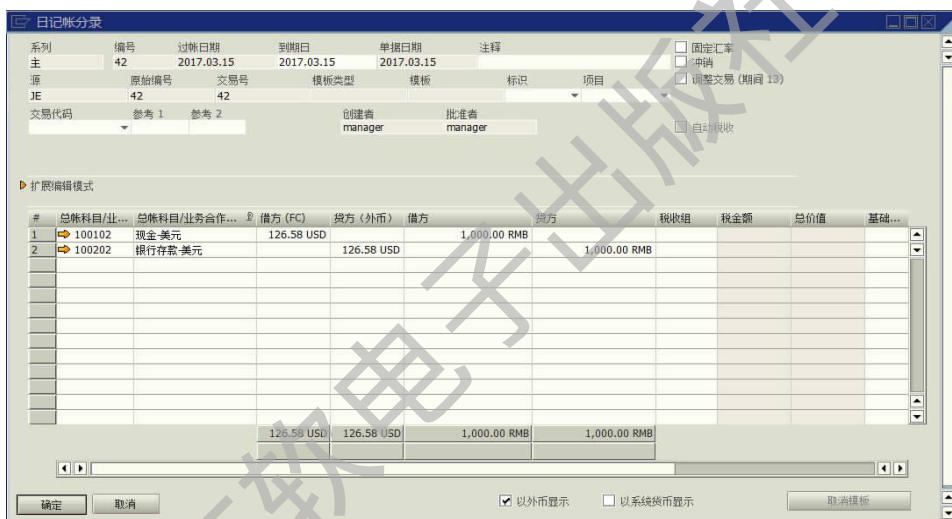 日记帐分录
系列 编号 过帐日期 到期日 单据日期 注释 固定汇率
主 42 2017.03.15 2017.03.15 2017.03.15 冲销
源 原始编号 交易号 模板类型 模板 标识 项目 调整交易 (期间 13)
JE 42 42
交易代码 参考 1 参考 2 创建者 批准者
manager manager 自动税收
扩展编辑模式
# 总帐科目/业... 总帐科目/业务合作... 借方 (FC) 贷方（外币） 借方 贷方 税收组 税金额 总价值 基础...
1 100102 现金-美元 126.58 USD 1,000.00 RMB
2 100202 银行存款-美元 126.58 USD 1,000.00 RMB
126.58 USD 126.58 USD 1,000.00 RMB 1,000.00 RMB
确定 取消 以外币显示 以系统货币显示 取消模板
软电子出版社